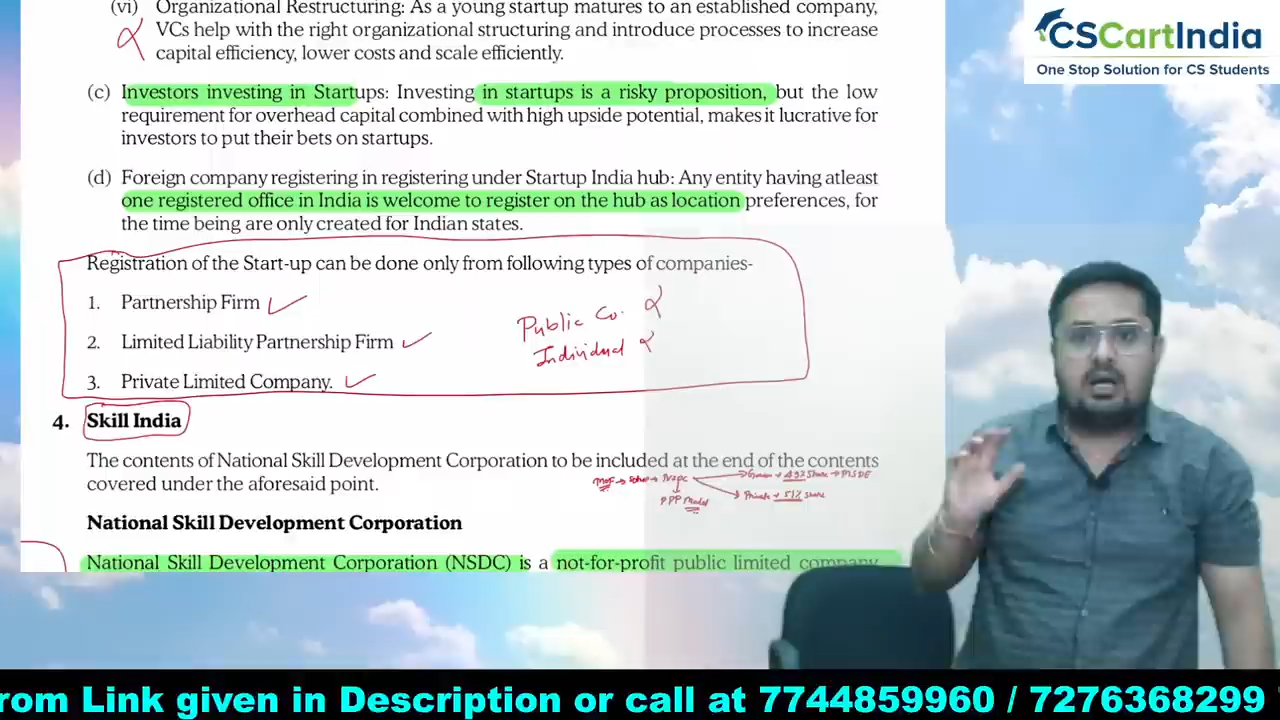 (vi) Organizational Restructuring: As a young startup matures to an established company,
VCs help with the right organizational structuring and introduce processes to increase
capital efficiency, lower costs and scale efficiently.
(c) Investors investing in Startups: Investing in startups is a risky proposition, but the low
requirement for overhead capital combined with high upside potential, makes it lucrative for
investors to put their bets on startups.
(d) Foreign company registering in registering under Startup India hub: Any entity having atleast
one registered office in India is welcome to register on the hub as location preferences, for
the time being are only created for Indian states.
Registration of the Start-up can be done only from following types of companies-
1. Partnership Firm
2. Limited Liability Partnership Firm
3. Private Limited Company.
Public Co.
Individual
4. Skill India
The contents of National Skill Development Corporation to be included at the end of the contents
covered under the aforesaid point.
NSDC → Govern → 49% Share → MSDE
PPP Model → Private → 51% Share
National Skill Development Corporation
National Skill Development Corporation (NSDC) is a not-for-profit public limited company
CSCartIndia
One Stop Solution for CS Students
rom Link given in Description or call at 7744859960 / 7276368299